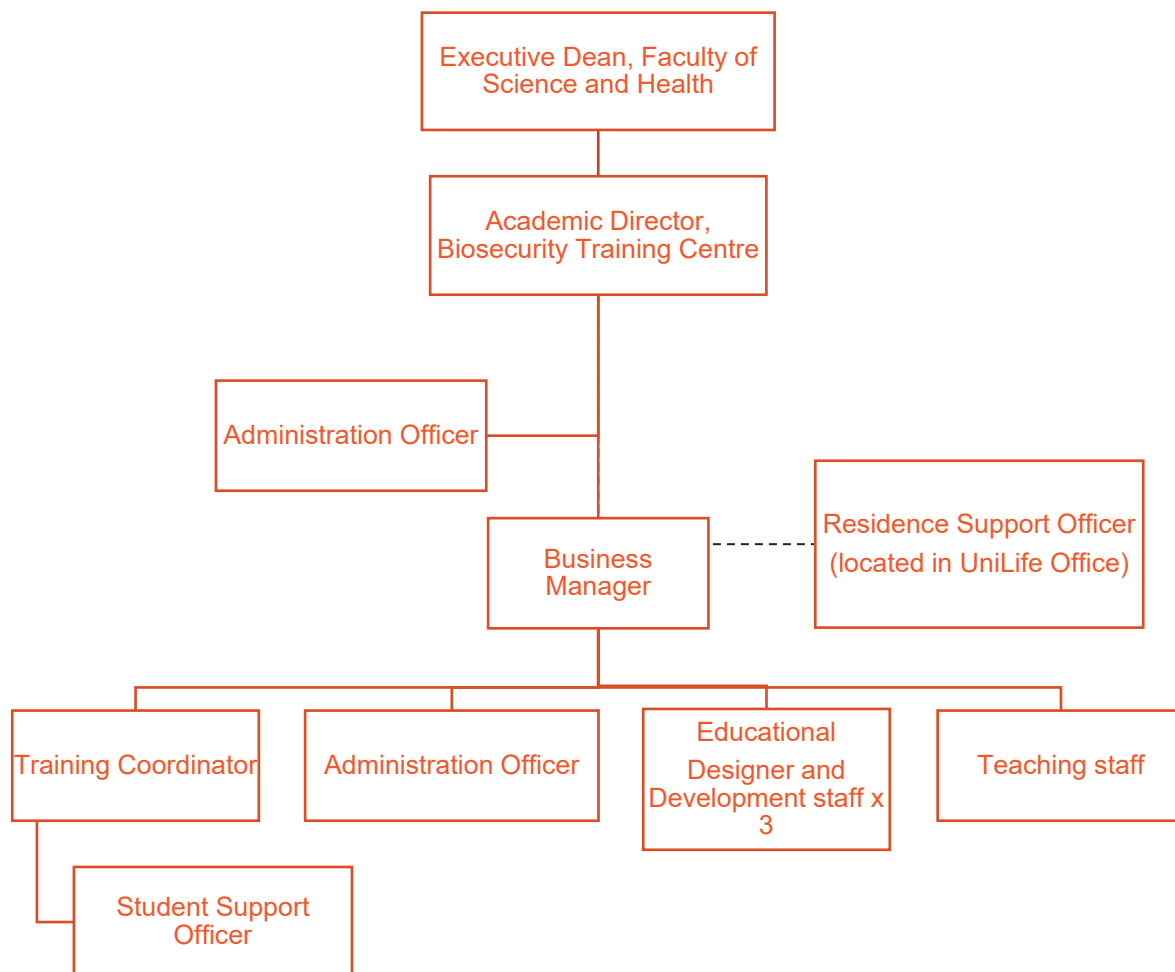 Executive Dean, Faculty of
Science and Health
Academic Director,
Biosecurity Training Centre
Administration Officer
Residence Support Officer
(located in UniLife Office)
Business
Manager
Training Coordinator
Administration Officer
Educational
Designer and
Development staff x
3
Teaching staff
Student Support
Officer